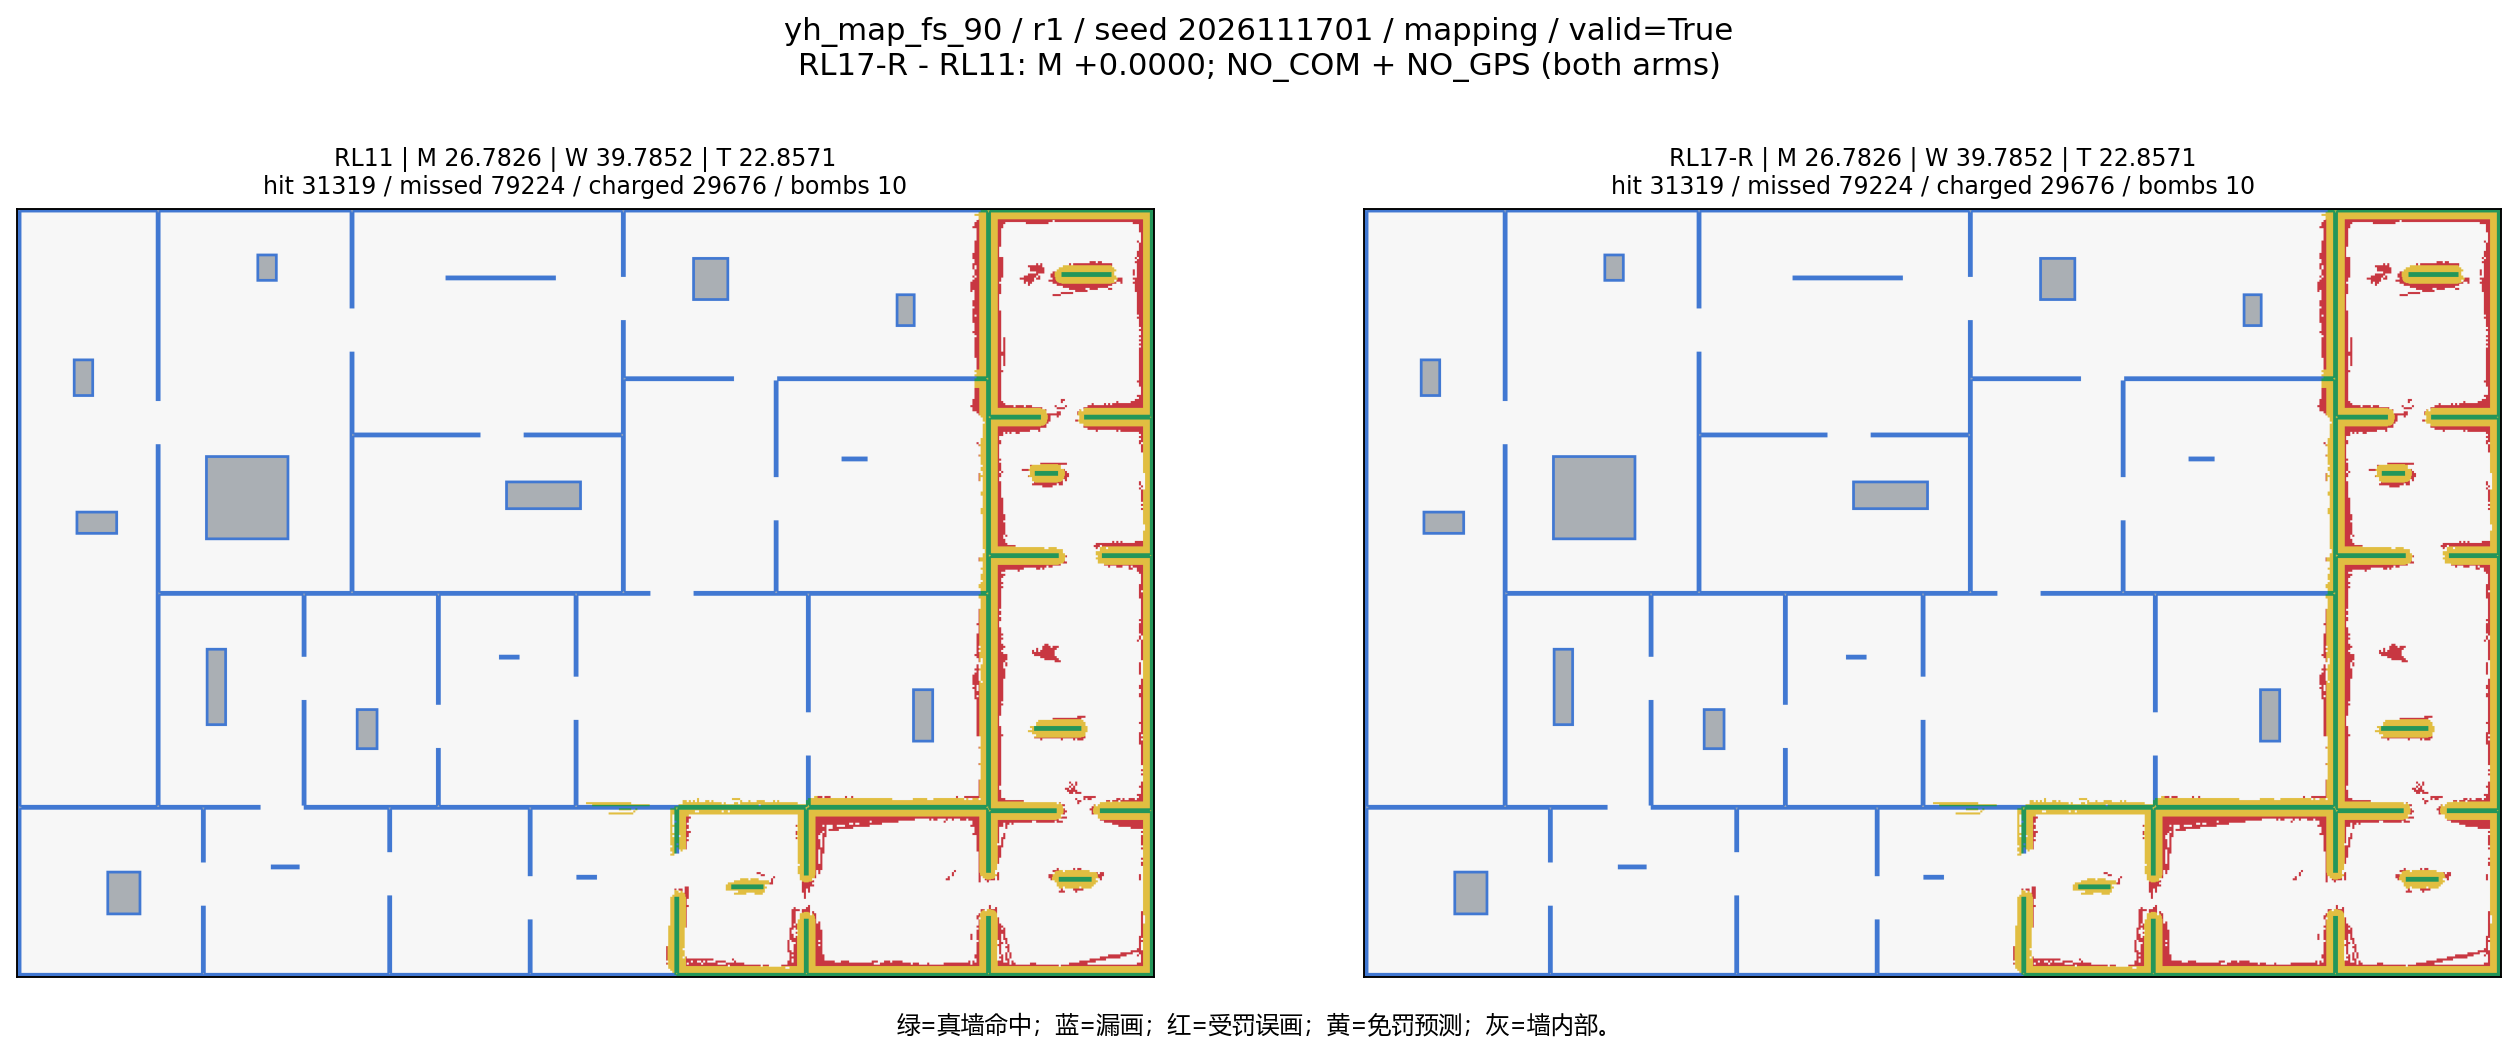 yh_map_fs_90 / r1 / seed 2026111701 / mapping / valid=True
RL17-R - RL11: M +0.0000; NO_COM + NO_GPS (both arms)
RL11 | M 26.7826 | W 39.7852 | T 22.8571
hit 31319 / missed 79224 / charged 29676 / bombs 10
RL17-R | M 26.7826 | W 39.7852 | T 22.8571
hit 31319 / missed 79224 / charged 29676 / bombs 10
绿=真墙命中；蓝=漏画；红=受罚误画；黄=免罚预测；灰=墙内部。